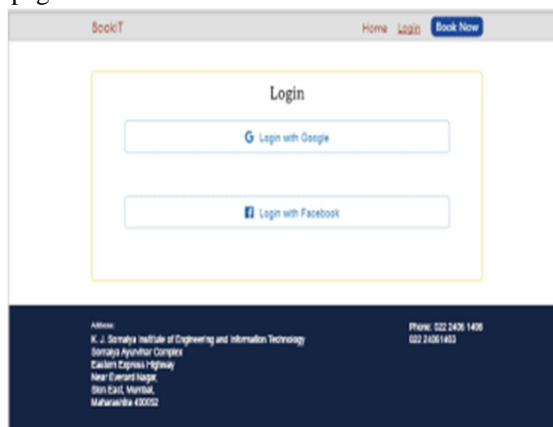 BookIT
Home Login Book Now
Login
G Login with Google
Login with Facebook
Address:
K. J. Somaiya Institute of Engineering and Information Technology
Somaiya Ayurvihar Complex
Eastern Express Highway
Near Everard Nagar,
Sion East, Mumbai,
Maharashtra
Phone: 022 2406 1408
022 24061403